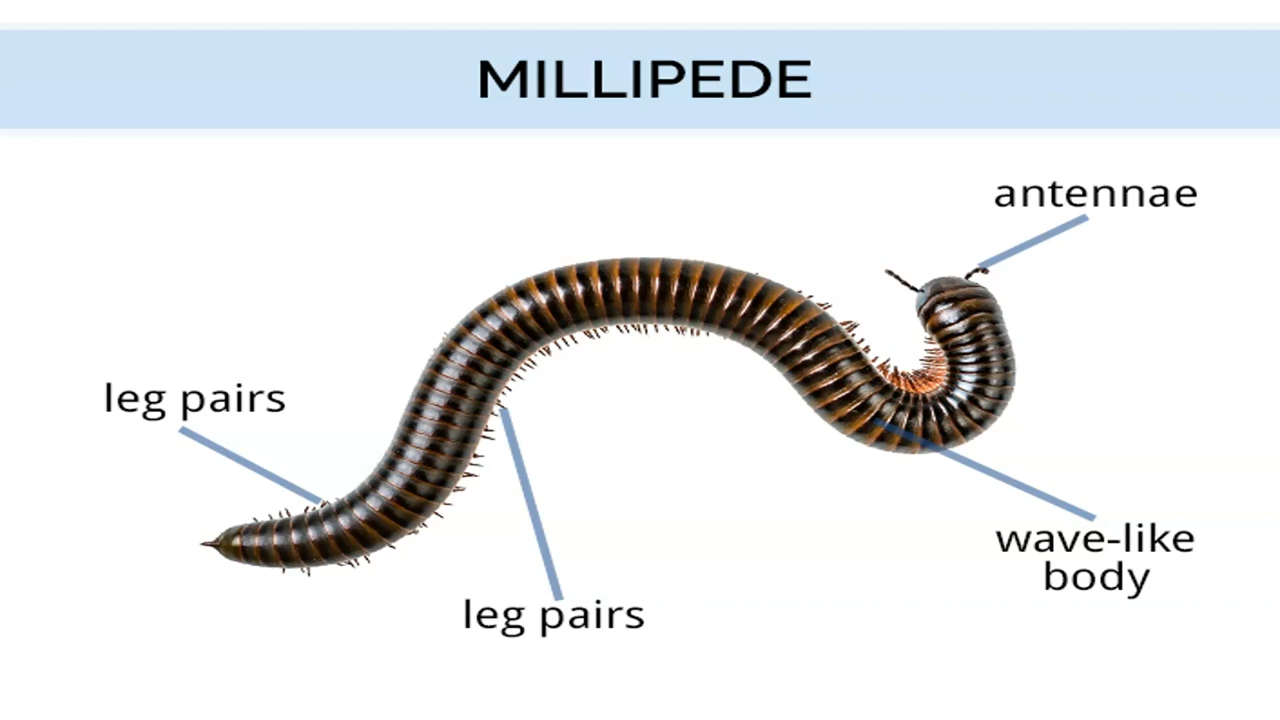 MILLIPEDE
antennae
leg pairs
wave-like
body
leg pairs